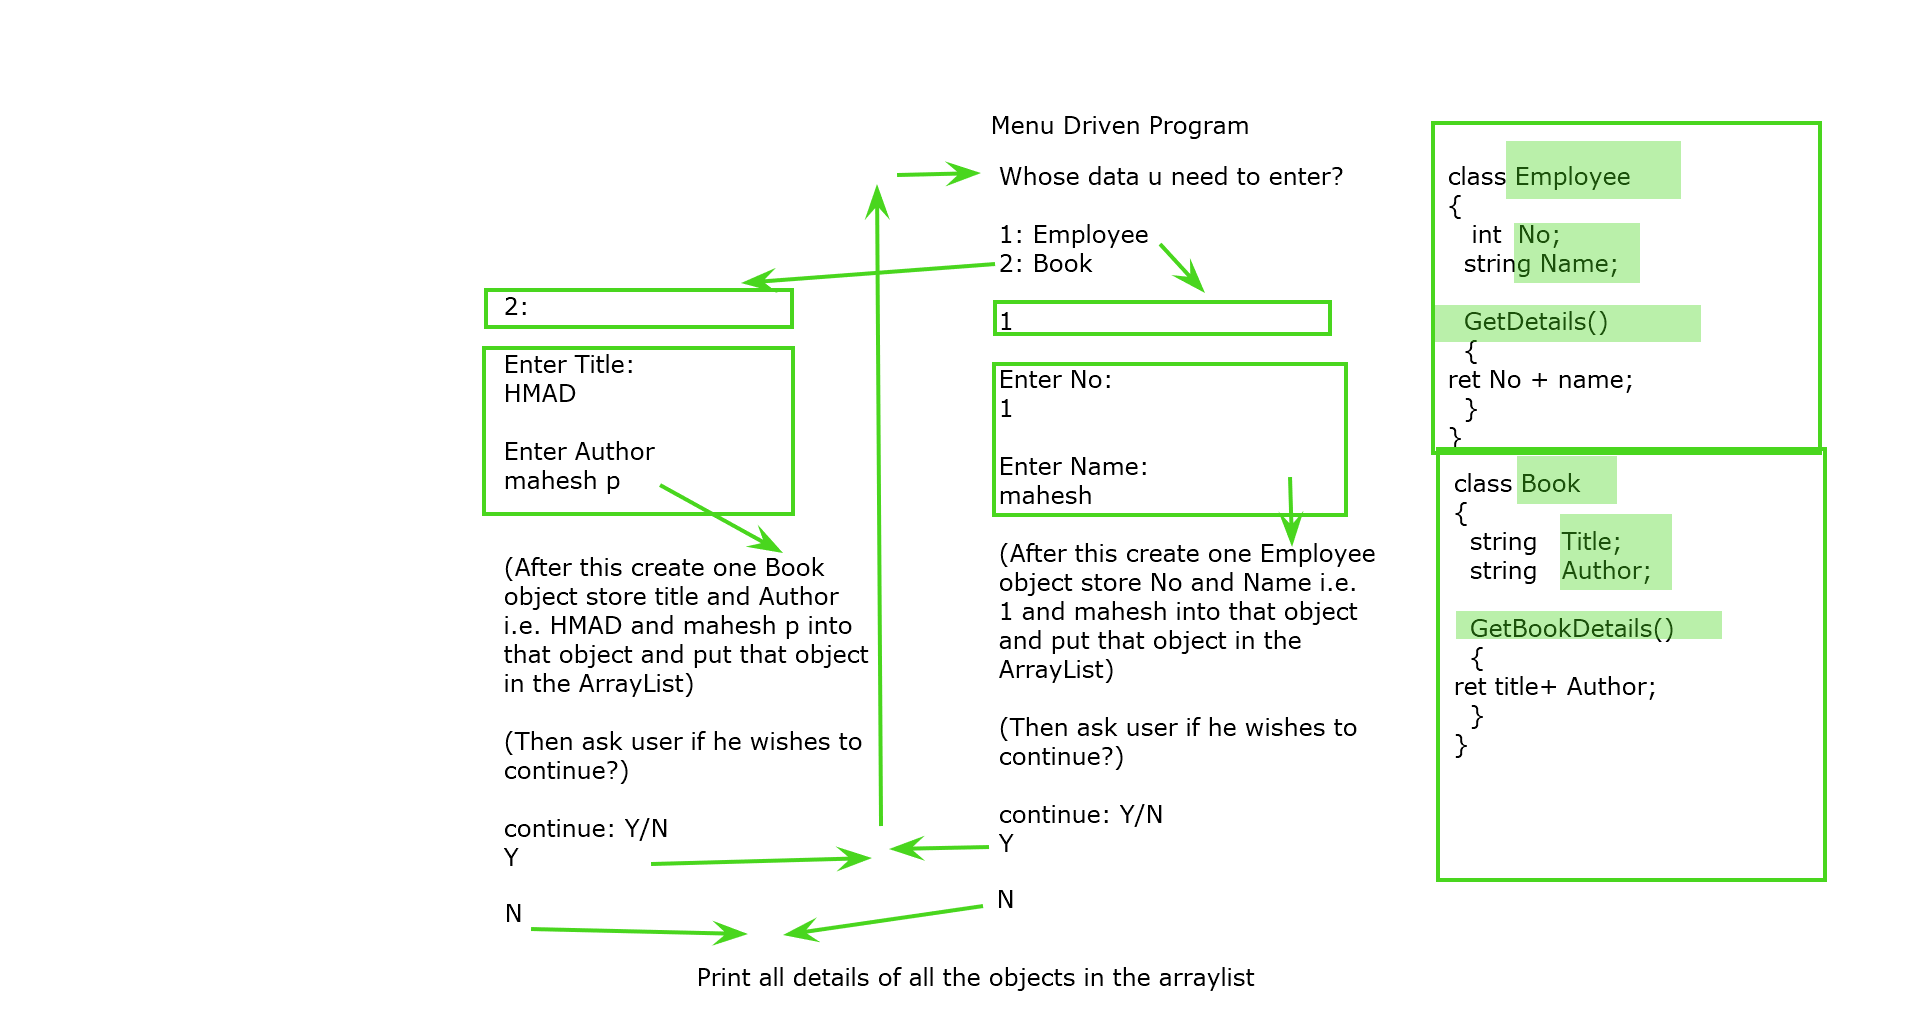 Menu Driven Program
Whose data u need to enter?
1: Employee
2: Book
2:
Enter Title:
HMAD
Enter Author
mahesh p
(After this create one Book
object store title and Author
i.e. HMAD and mahesh p into
that object and put that object
in the ArrayList)
(Then ask user if he wishes to
continue?)
continue: Y/N
Y
N
1
Enter No:
1
Enter Name:
mahesh
(After this create one Employee
object store No and Name i.e.
1 and mahesh into that object
and put that object in the
ArrayList)
(Then ask user if he wishes to
continue?)
continue: Y/N
Y
N
Print all details of all the objects in the arraylist
class Employee
{
int No;
string Name;
GetDetails()
{
ret No + name;
}
}
class Book
{
string Title;
string Author;
GetBookDetails()
{
ret title+ Author;
}
}